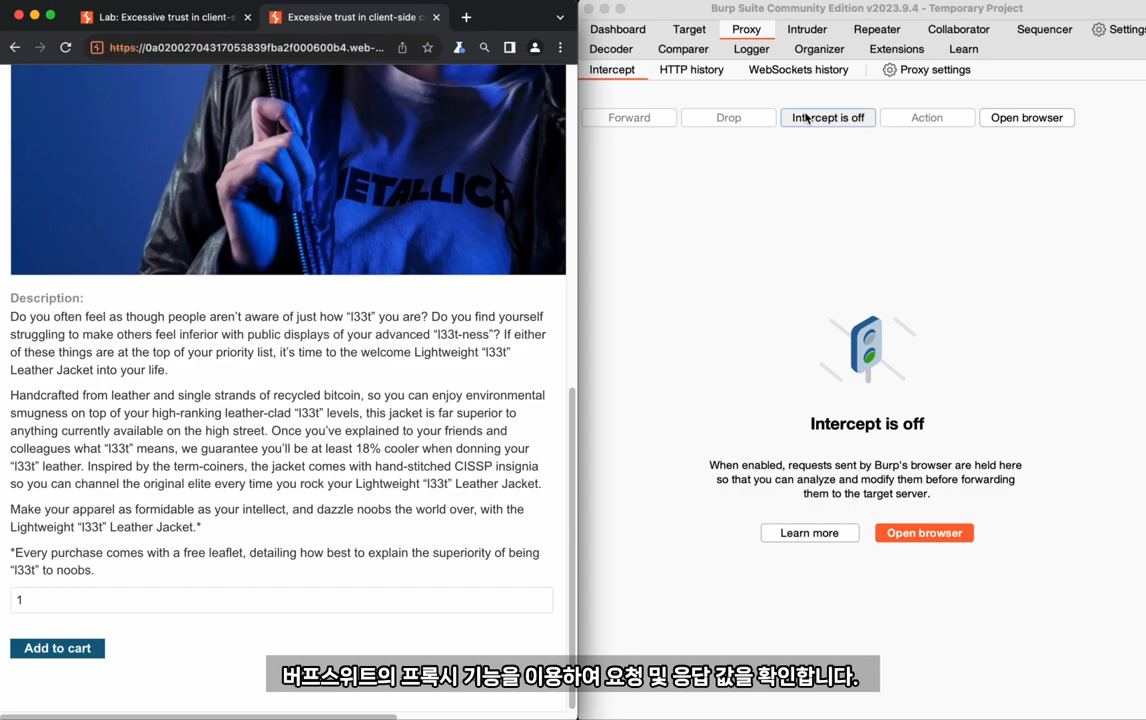 Lab: Excessive trust in client-s
Excessive trust in client-side c
https://0a0200270431705383 9fba2f000600b4.web-...
Burp Suite Community Edition v2023.9.4 - Temporary Project
Dashboard Target Proxy Intruder Repeater Collaborator Sequencer Settings
Decoder Comparer Logger Organizer Extensions Learn
Intercept HTTP history WebSockets history Proxy settings
Forward Drop Intercept is off Action Open browser
METALLICA
Description:
Do you often feel as though people aren't aware of just how “l33t” you are? Do you find yourself
struggling to make others feel inferior with public displays of your advanced “l33t-ness”? If either
of these things are at the top of your priority list, it's time to the welcome Lightweight “l33t”
Leather Jacket into your life.
Handcrafted from leather and single strands of recycled bitcoin, so you can enjoy environmental
smugness on top of your high-ranking leather-clad “l33t” levels, this jacket is far superior to
anything currently available on the high street. Once you've explained to your friends and
colleagues what “l33t” means, we guarantee you'll be at least 18% cooler when donning your
“l33t” leather. Inspired by the term-coiners, the jacket comes with hand-stitched CISSP insignia
so you can channel the original elite every time you rock your Lightweight “l33t” Leather Jacket.
Make your apparel as formidable as your intellect, and dazzle noobs the world over, with the
Lightweight “l33t” Leather Jacket.*
*Every purchase comes with a free leaflet, detailing how best to explain the superiority of being
“l33t” to noobs.
1
Add to cart
Intercept is off
When enabled, requests sent by Burp's browser are held here
so that you can analyze and modify them before forwarding
them to the target server.
Learn more Open browser
버프스위트의 프록시 기능을 이용하여 요청 및 응답 값을 확인합니다.